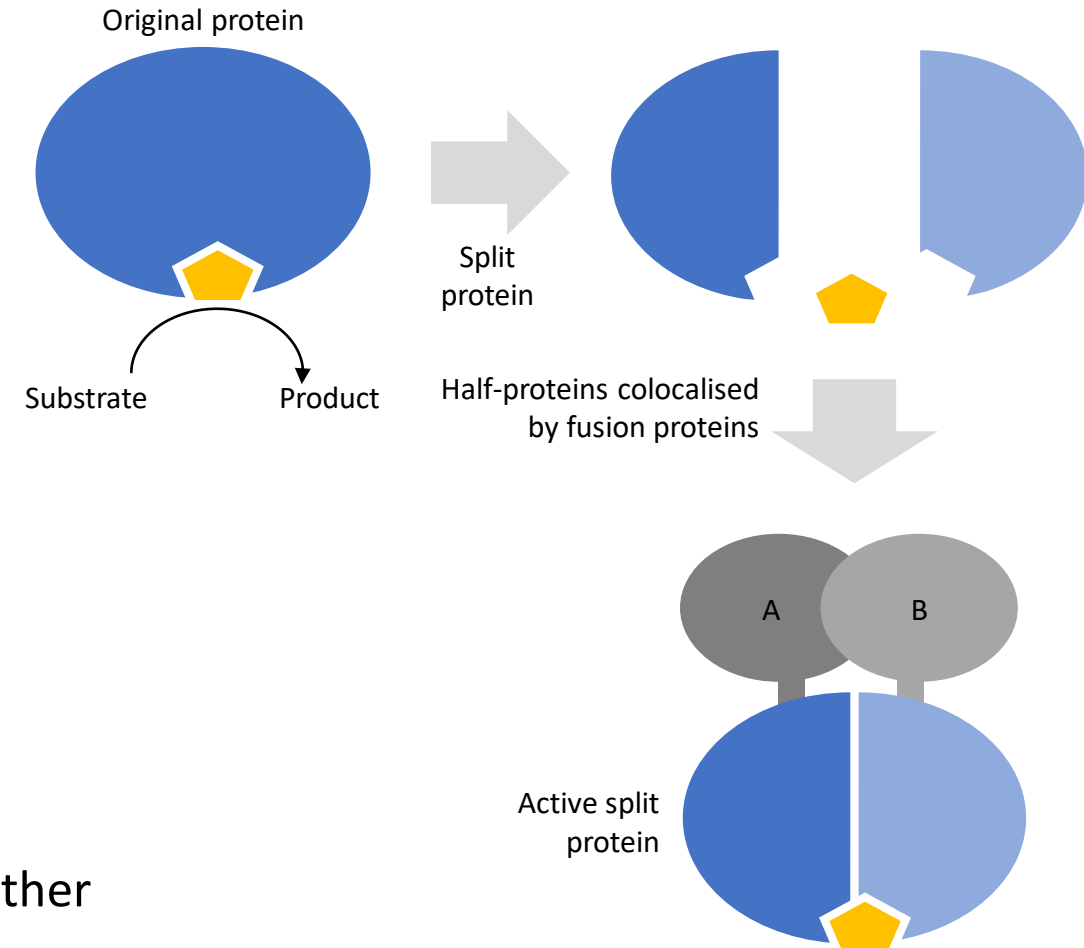 Original protein
Split
protein
Substrate
Product
Half-proteins colocalised
by fusion proteins
A
B
Active split
protein
ther